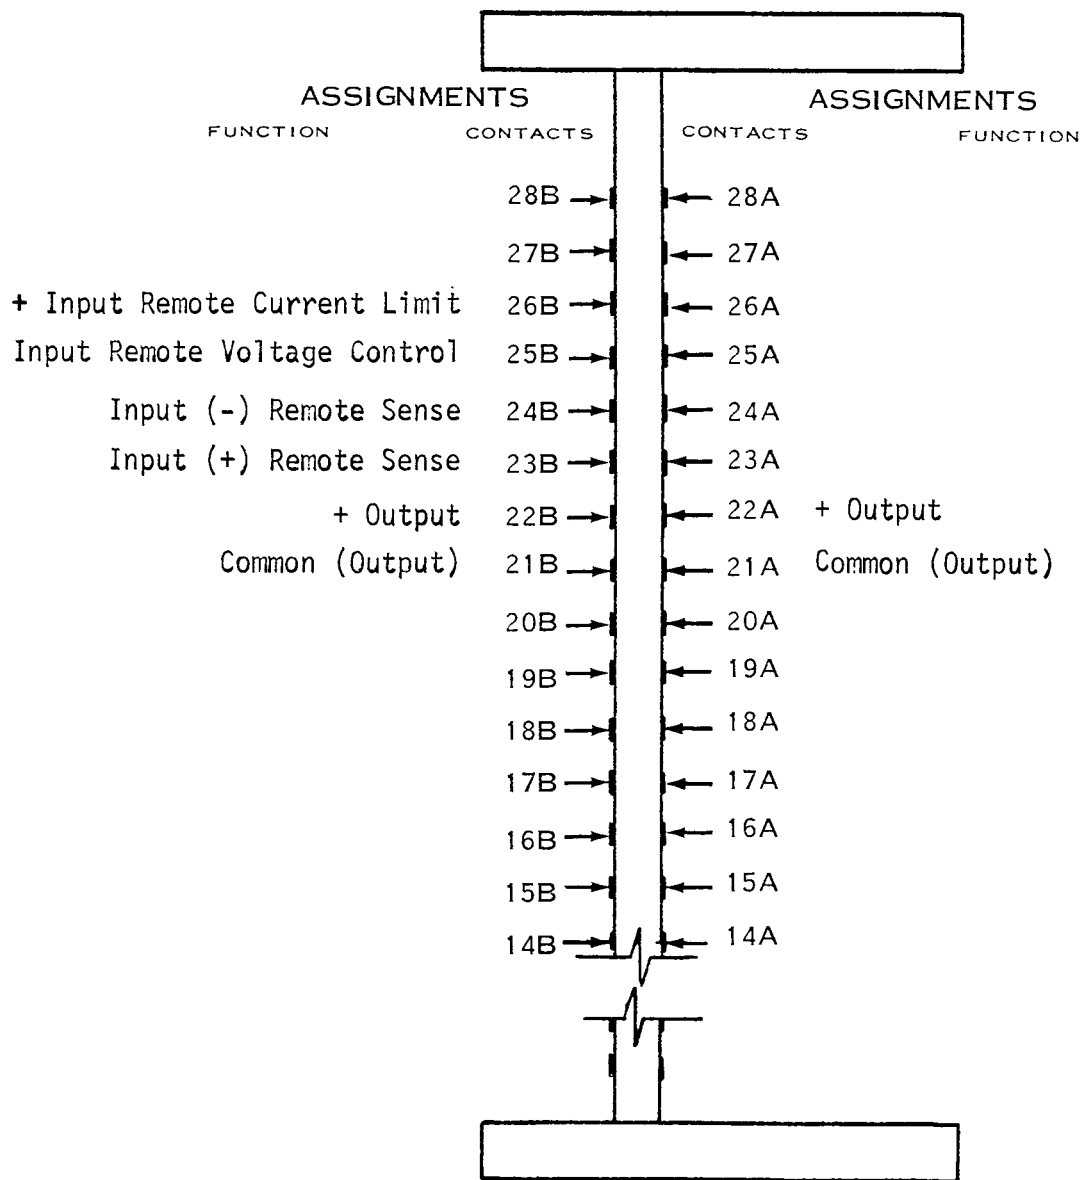 ASSIGNMENTS ASSIGNMENTS
FUNCTION CONTACTS CONTACTS FUNCTION
28B 28A
27B 27A
+ Input Remote Current Limit 26B 26A
Input Remote Voltage Control 25B 25A
Input (-) Remote Sense 24B 24A
Input (+) Remote Sense 23B 23A
+ Output 22B 22A + Output
Common (Output) 21B 21A Common (Output)
20B 20A
19B 19A
18B 18A
17B 17A
16B 16A
15B 15A
14B 14A